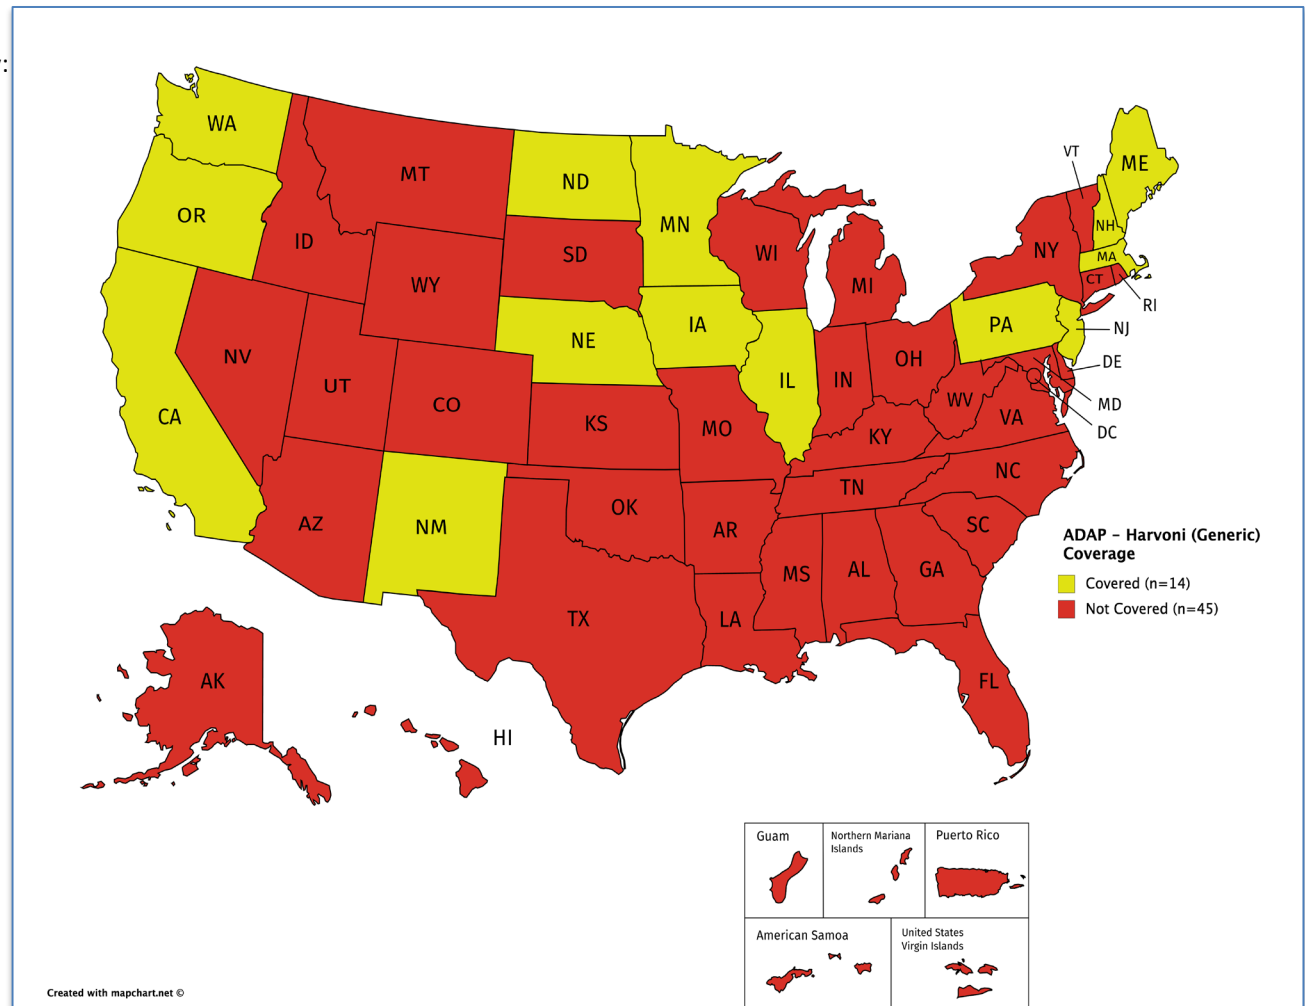 :
WA
MT
ND
MN
VT
ME
OR
ID
SD
WI
MI
NY
NH
MA
CT
RI
WY
NE
IA
PA
NJ
NV
UT
CO
IL
IN
OH
DE
CA
KS
MO
WV
VA
MD
KY
DC
AZ
NM
OK
TN
NC
AR
SC
MS
AL
GA
TX
LA
AK
HI
FL
ADAP – Harvoni (Generic)
Coverage
Covered (n=14)
Not Covered (n=45)
Guam
Northern Mariana
Islands
Puerto Rico
American Samoa
United States
Virgin Islands
Created with mapchart.net ©